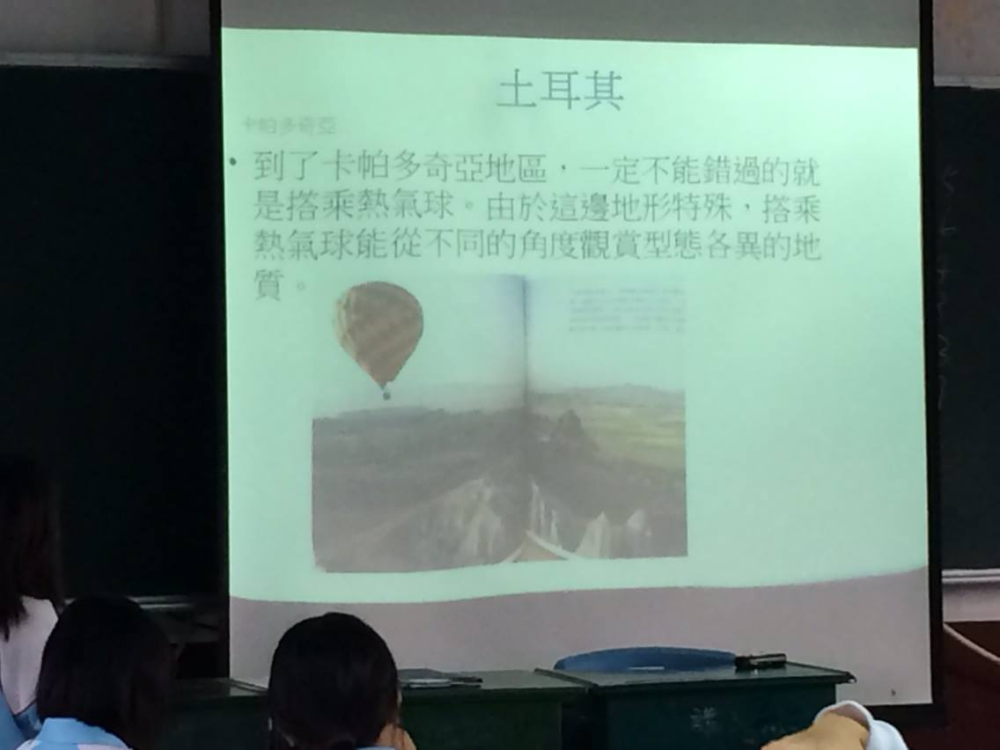 土耳其
卡帕多奇亞
到了卡帕多奇亞地區，一定不能錯過的就
是搭乘熱氣球。由於這邊地形特殊，搭乘
熱氣球能從不同的角度觀賞型態各異的地
質。